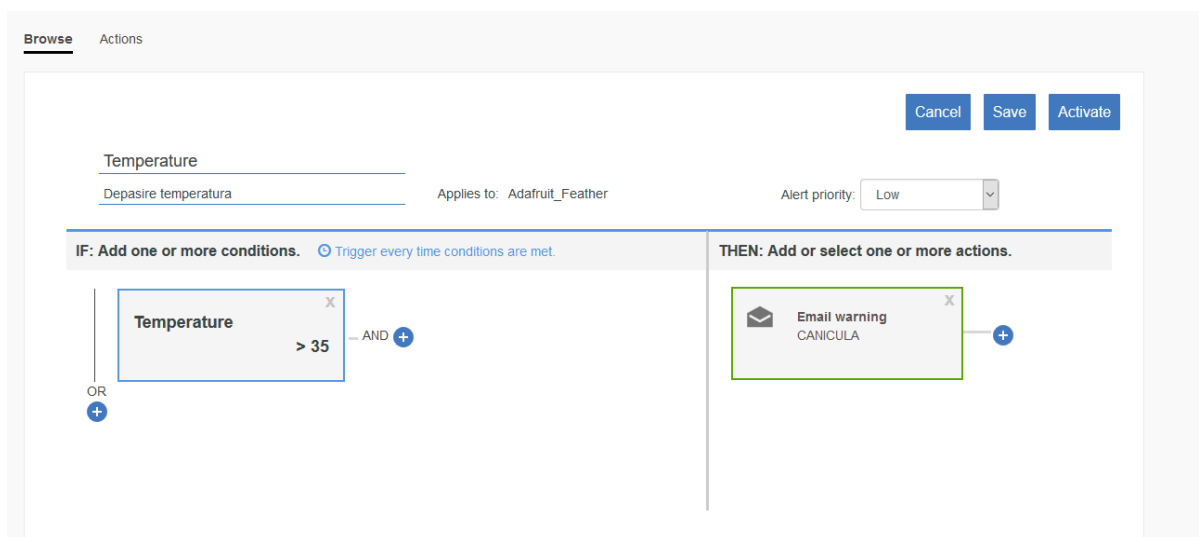 Browse Actions
Cancel Save Activate
Temperature
Depasire temperatura Applies to: Adafruit_Feather Alert priority: Low
IF: Add one or more conditions. Trigger every time conditions are met. THEN: Add or select one or more actions.
X X
Temperature Email warning
> 35 AND CANICULA
OR